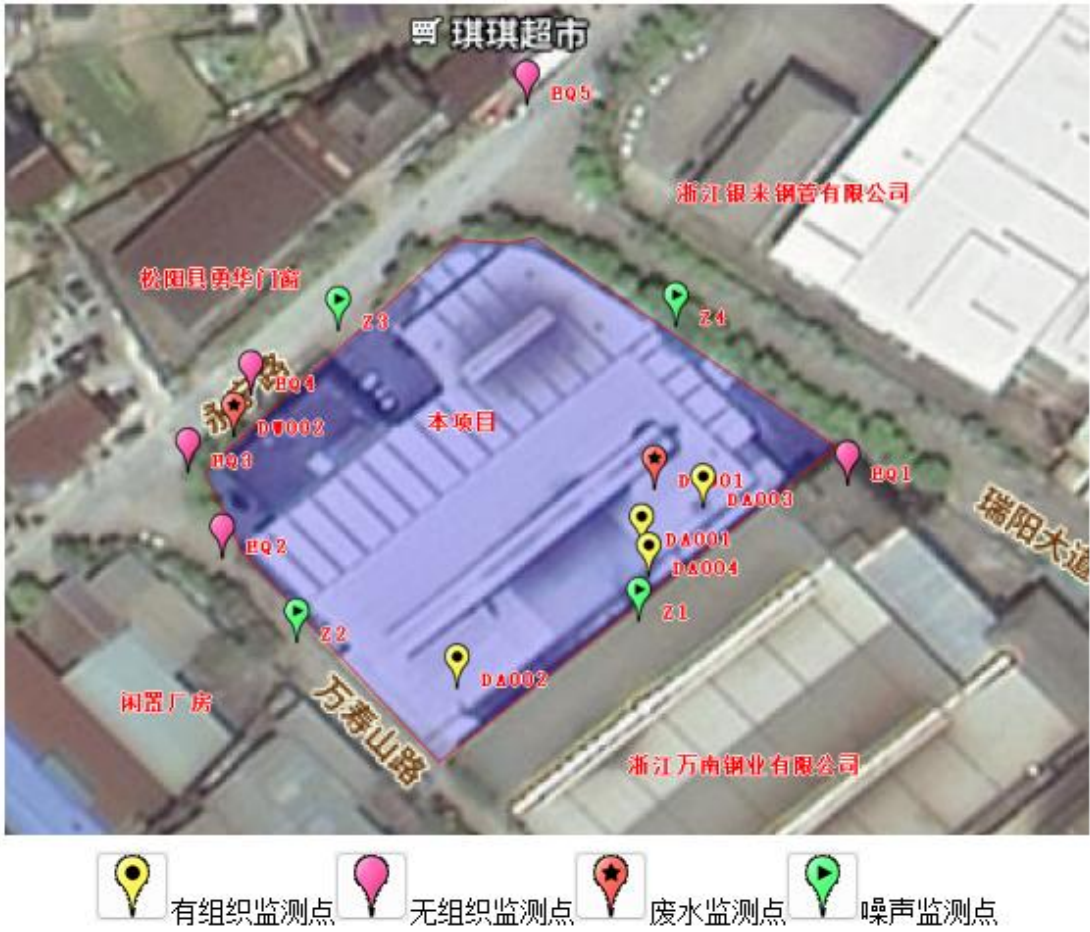 琪琪超市
HQ5
浙江银来钢管有限公司
松阳县勇华门窗
Z3
Z4
HQ4
DW002
本项目
HQ3
HQ1
DA003
瑞阳大道
HQ2
DA001
DA004
Z1
Z2
DA002
闲置厂房
万寿山路
浙江万南钢业有限公司
有组织监测点 无组织监测点 废水监测点 噪声监测点